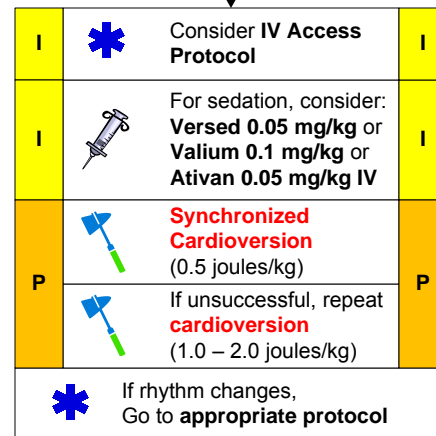 I
Consider IV Access
Protocol
I
I
For sedation, consider:
Versed 0.05 mg/kg or
Valium 0.1 mg/kg or
Ativan 0.05 mg/kg IV
I
P
Synchronized
Cardioversion
(0.5 joules/kg)
If unsuccessful, repeat
cardioversion
(1.0 – 2.0 joules/kg)
P
If rhythm changes,
Go to appropriate protocol